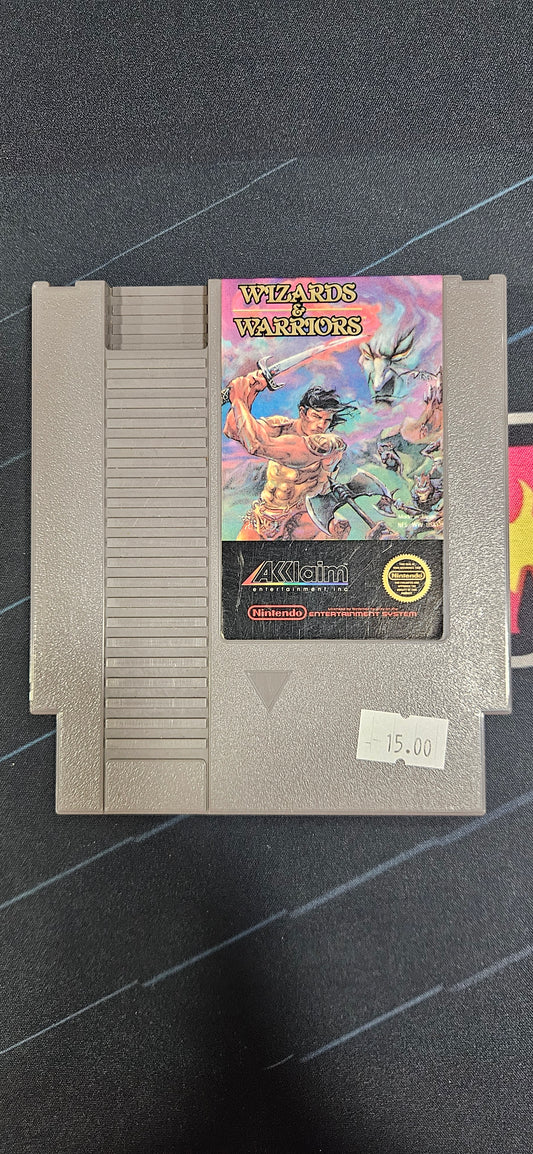 WIZARDS
&
WARRIORS
AKklaim
entertainment, inc.
Nintendo
ENTERTAINMENT SYSTEM
Nintendo
15.00